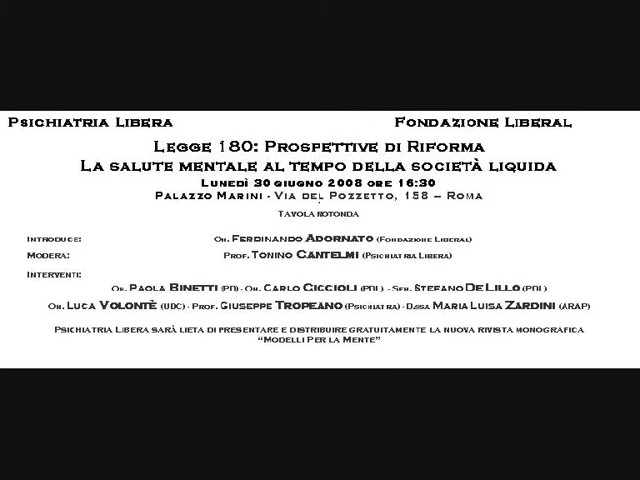 Psichiatria Libera Fondazione Liberal
Legge 180: Prospettive di Riforma
La salute mentale al tempo della società liquida
Lunedì 30 giugno 2008 ore 16:30
Palazzo Marini - Via del Pozzetto, 158 – Roma
Tavola rotonda
Introduce: On. Ferdinando Adornato (Fondazione Liberal)
Modera: Prof. Tonino Cantelmi (Psichiatria Libera)
Interventi:
On. Paola Binetti (PD) - On. Carlo Ciccioli (PDL) - Sen. Stefano De Lillo (PDL)
On. Luca Volontè (UDC) - Prof. Giuseppe Tropeano (Psichiatra) - D.ssa Maria Luisa Zardini (ARAP)
Psichiatria Libera sarà lieta di presentare e distribuire gratuitamente la nuova rivista monografica
“Modelli Per la Mente”